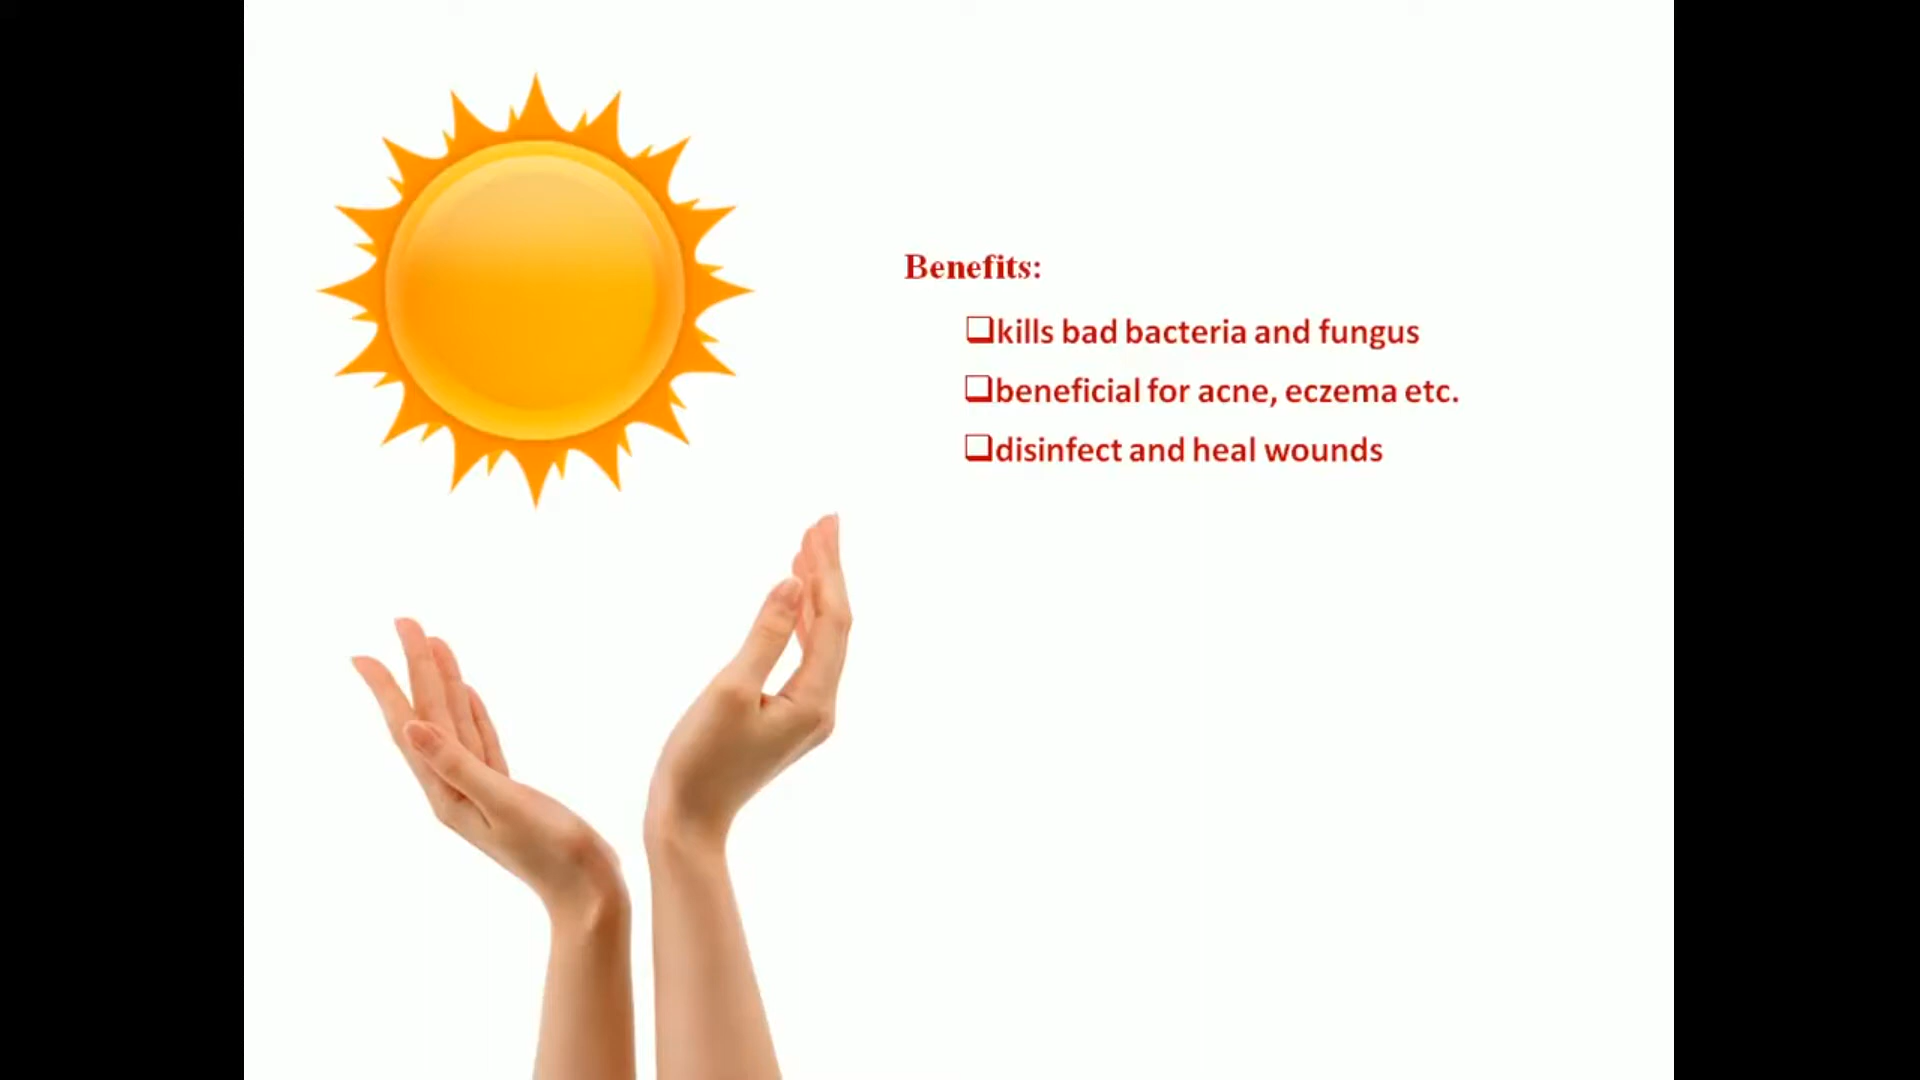 Benefits:
❑kills bad bacteria and fungus
❑beneficial for acne, eczema etc.
❑disinfect and heal wounds